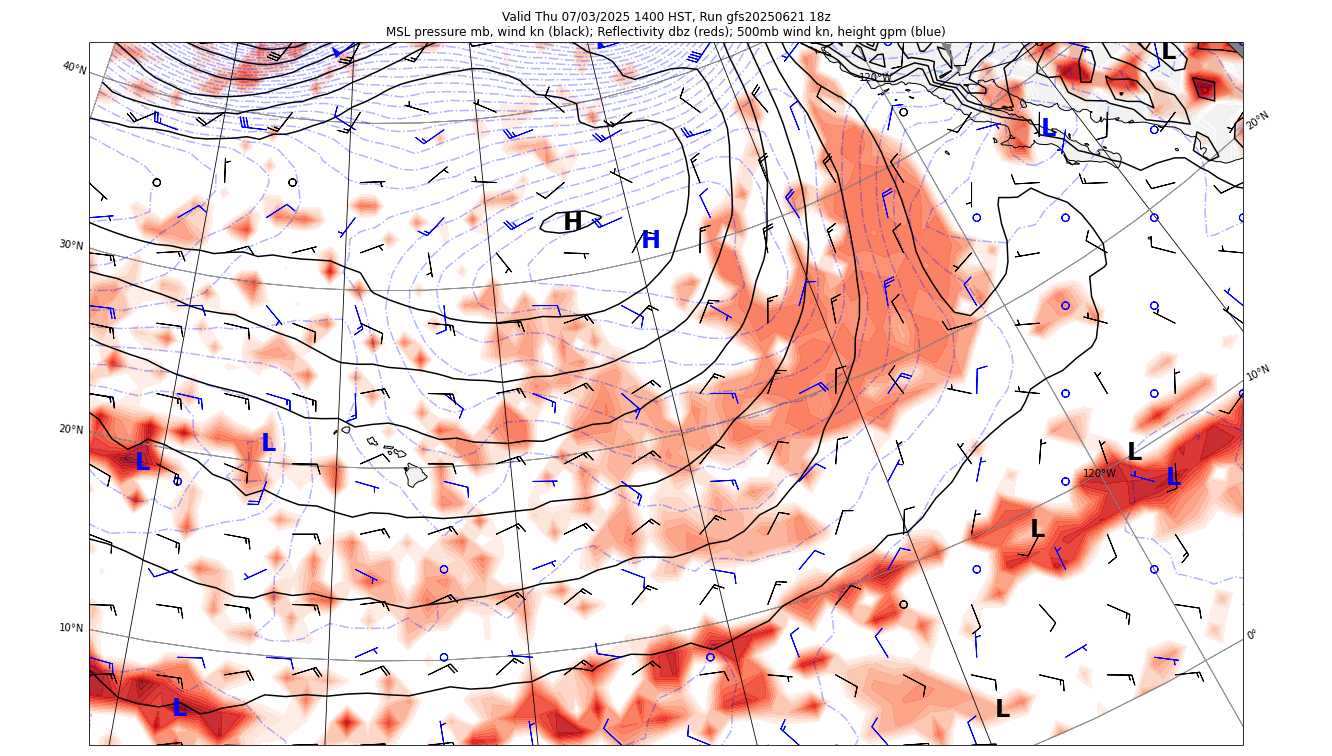 Valid Thu 07/03/2025 1400 HST, Run gfs20250621 18z
MSL pressure mb, wind kn (black); Reflectivity dbz (reds); 500mb wind kn, height gpm (blue)
L
40°N
120°W
20°N
L
H
H
30°N
10°N
20°N
L
L
L
120°W
L
L
10°N
0°
L
L